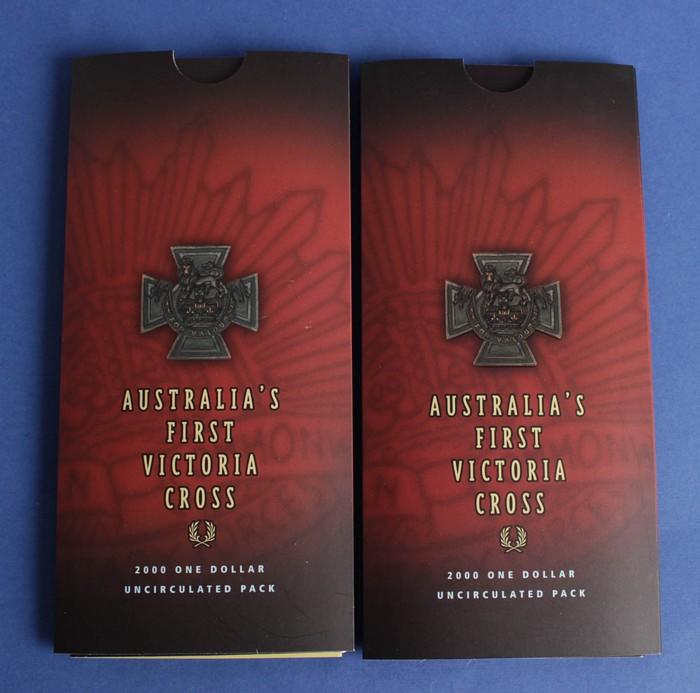 AUSTRALIA'S
FIRST
VICTORIA
CROSS
2000 ONE DOLLAR
UNCIRCULATED PACK
AUSTRALIA'S
FIRST
VICTORIA
CROSS
2000 ONE DOLLAR
UNCIRCULATED PACK